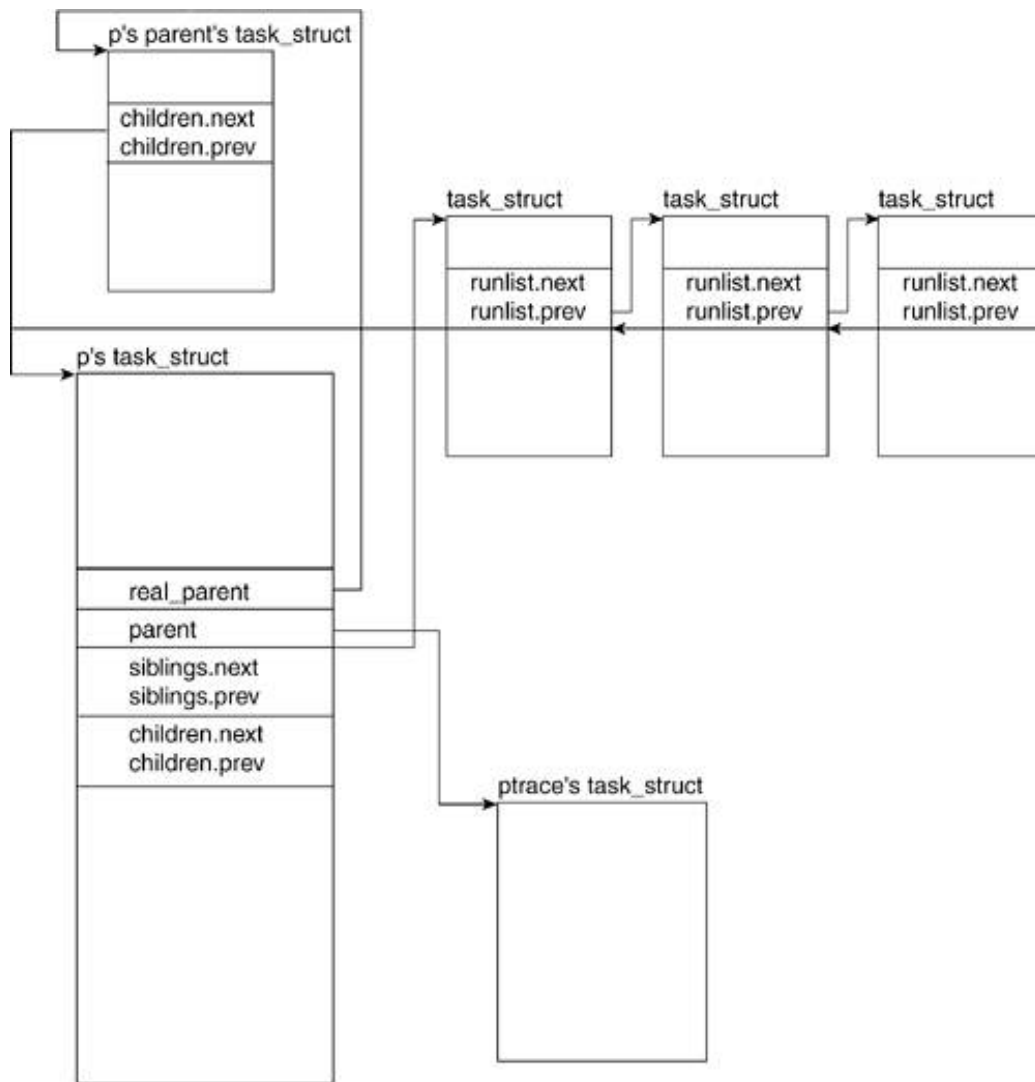 p's parent's task_struct
children.next
children.prev
task_struct
task_struct
task_struct
runlist.next
runlist.prev
runlist.next
runlist.prev
runlist.next
runlist.prev
p's task_struct
real_parent
parent
siblings.next
siblings.prev
children.next
children.prev
ptrace's task_struct